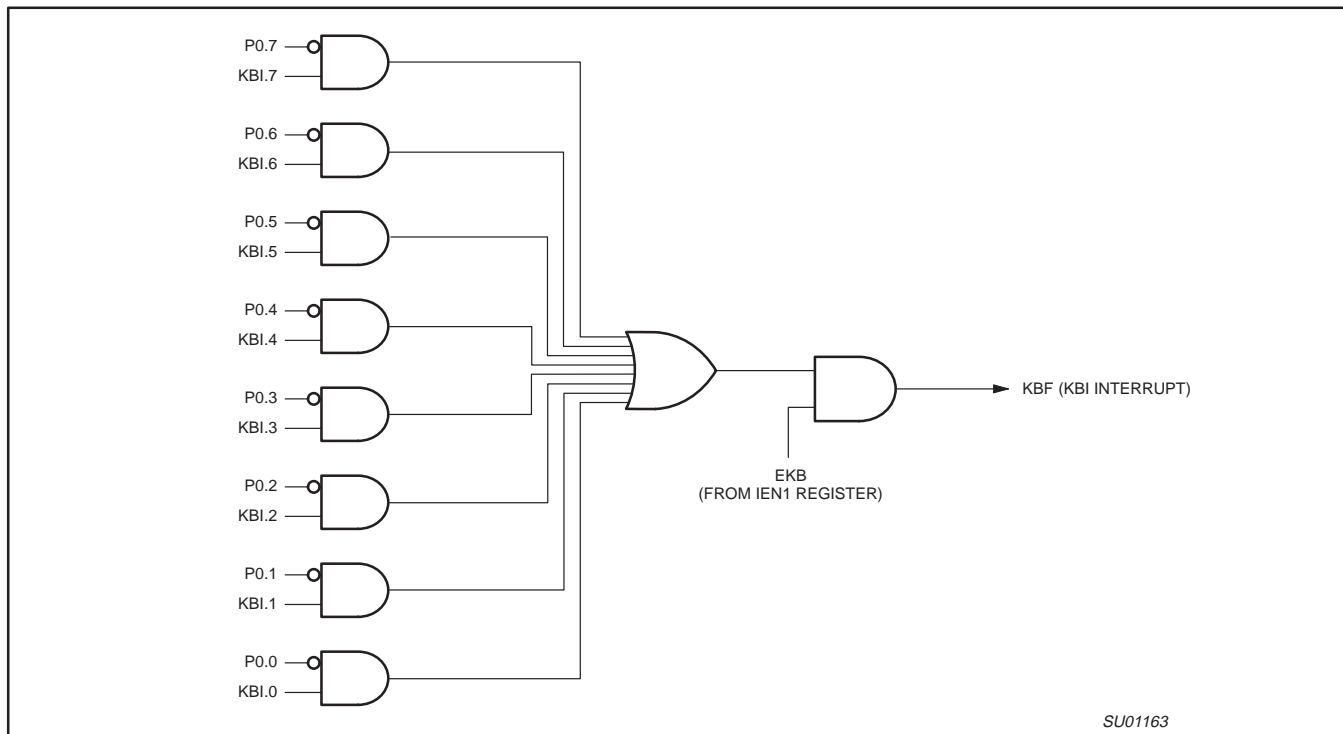 P0.7
KBI.7
P0.6
KBI.6
P0.5
KBI.5
P0.4
KBI.4
P0.3
KBI.3
P0.2
KBI.2
P0.1
KBI.1
P0.0
KBI.0
EKB
(FROM IEN1 REGISTER)
KBF (KBI INTERRUPT)
SU01163